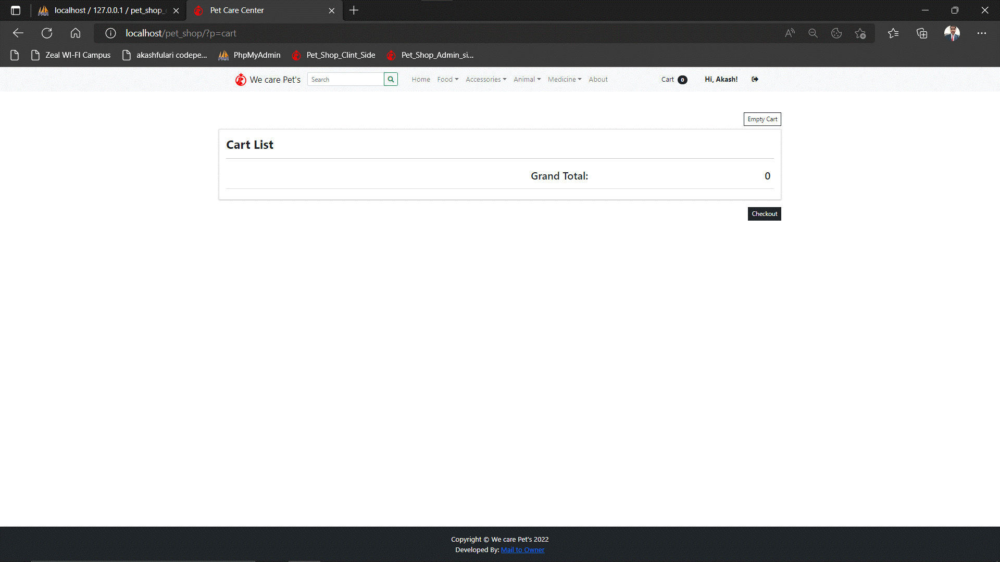 localhost / 127.0.0.1 / pet_shop_
Pet Care Center
localhost/pet_shop/?p=cart
Zeal WI-FI Campus
akashfulari codepe...
PhpMyAdmin
Pet_Shop_Clint_Side
Pet_Shop_Admin_si...
We care Pet's
Search
Home
Food
Accessories
Animal
Medicine
About
Cart 0
Hi, Akash!
Empty Cart
Cart List
Grand Total: 0
Checkout
Copyright © We care Pet's 2022
Developed By: Mail to Owner